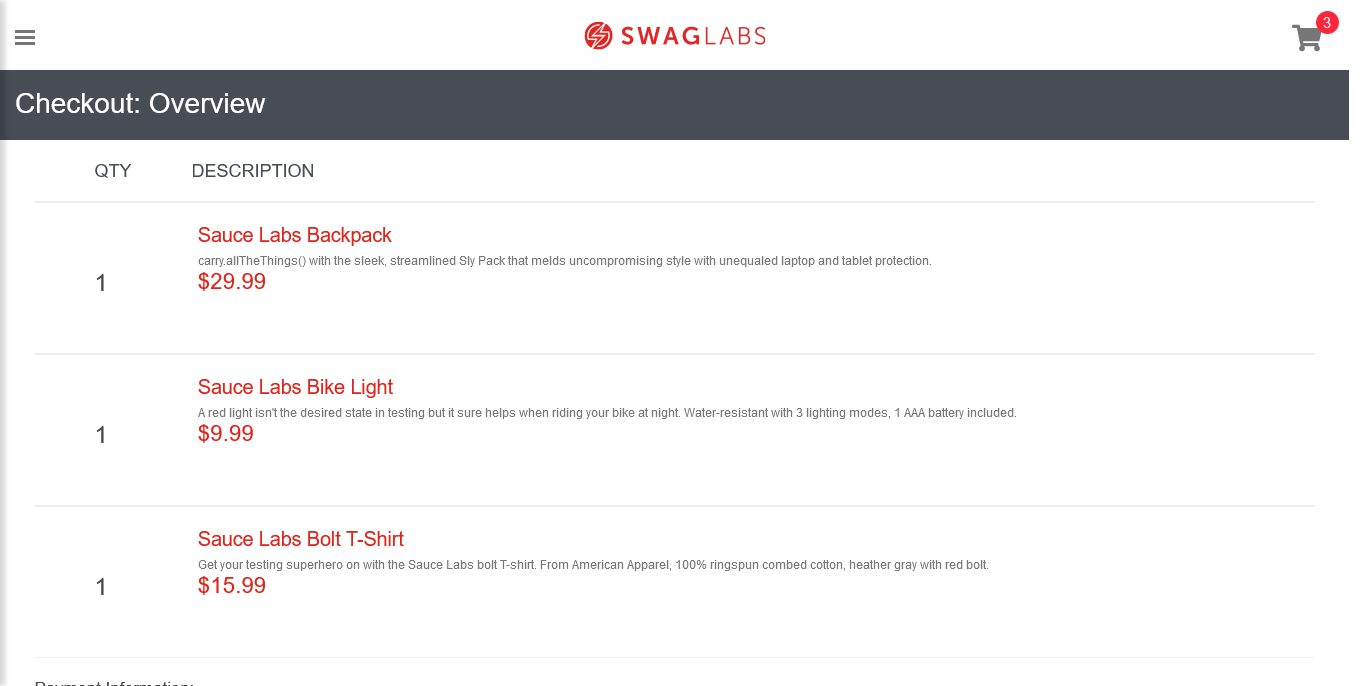 SWAGLABS
3
Checkout: Overview
QTY DESCRIPTION
Sauce Labs Backpack
carry.allTheThings() with the sleek, streamlined Sly Pack that melds uncompromising style with unequaled laptop and tablet protection.
1 $29.99
Sauce Labs Bike Light
A red light isn't the desired state in testing but it sure helps when riding your bike at night. Water-resistant with 3 lighting modes, 1 AAA battery included.
1 $9.99
Sauce Labs Bolt T-Shirt
Get your testing superhero on with the Sauce Labs bolt T-shirt. From American Apparel, 100% ringspun combed cotton, heather gray with red bolt.
1 $15.99
Payment Information: